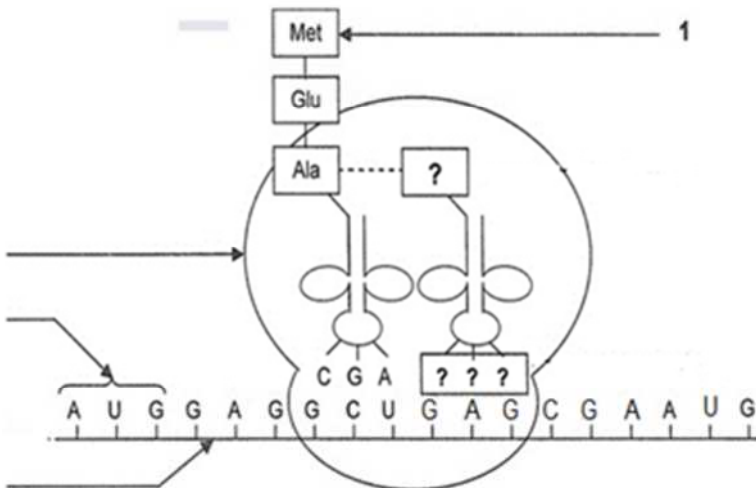 Met 1
Glu
Ala ?
C G A ? ? ?
A U G G A G G C U G A G C G A A U G